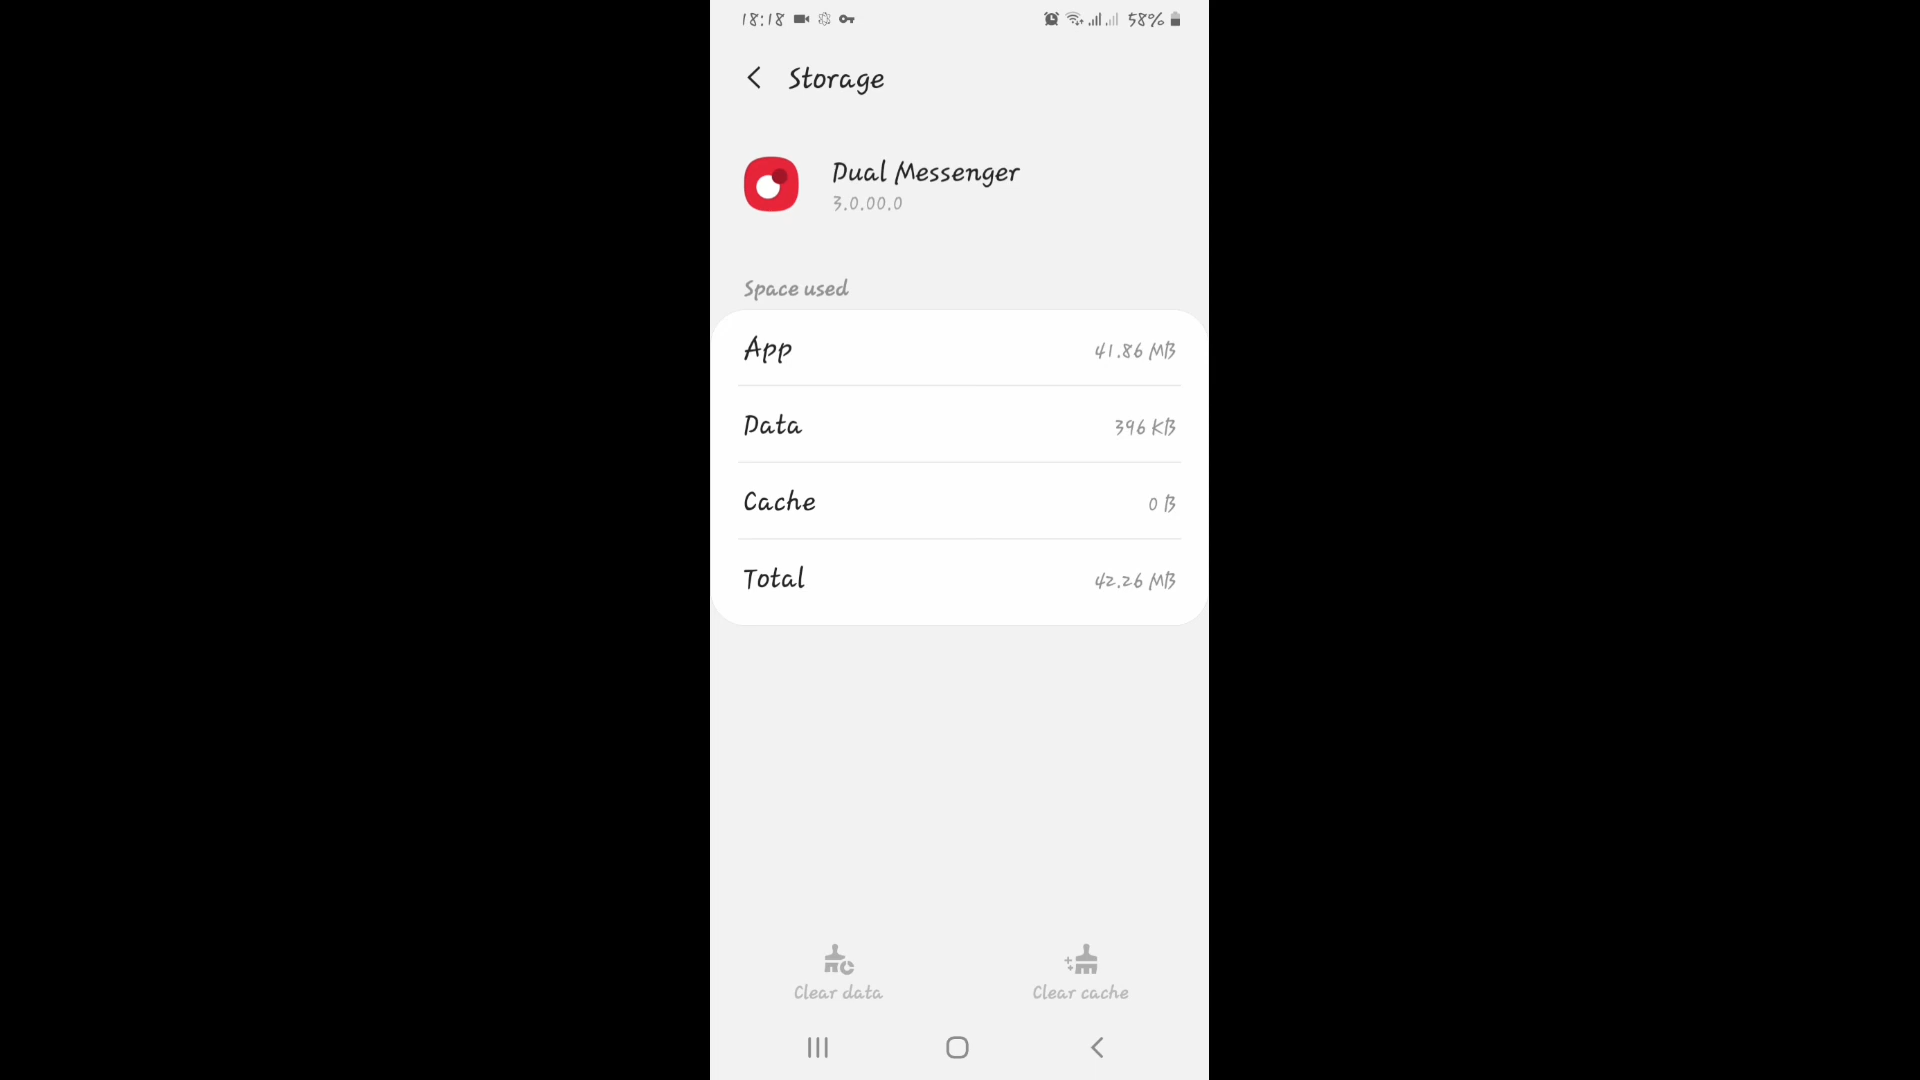 18:18 58%
Storage
Dual Messenger
3.0.00.0
Space used
App 41.86 MB
Data 396 KB
Cache 0 B
Total 42.26 MB
Clear data Clear cache